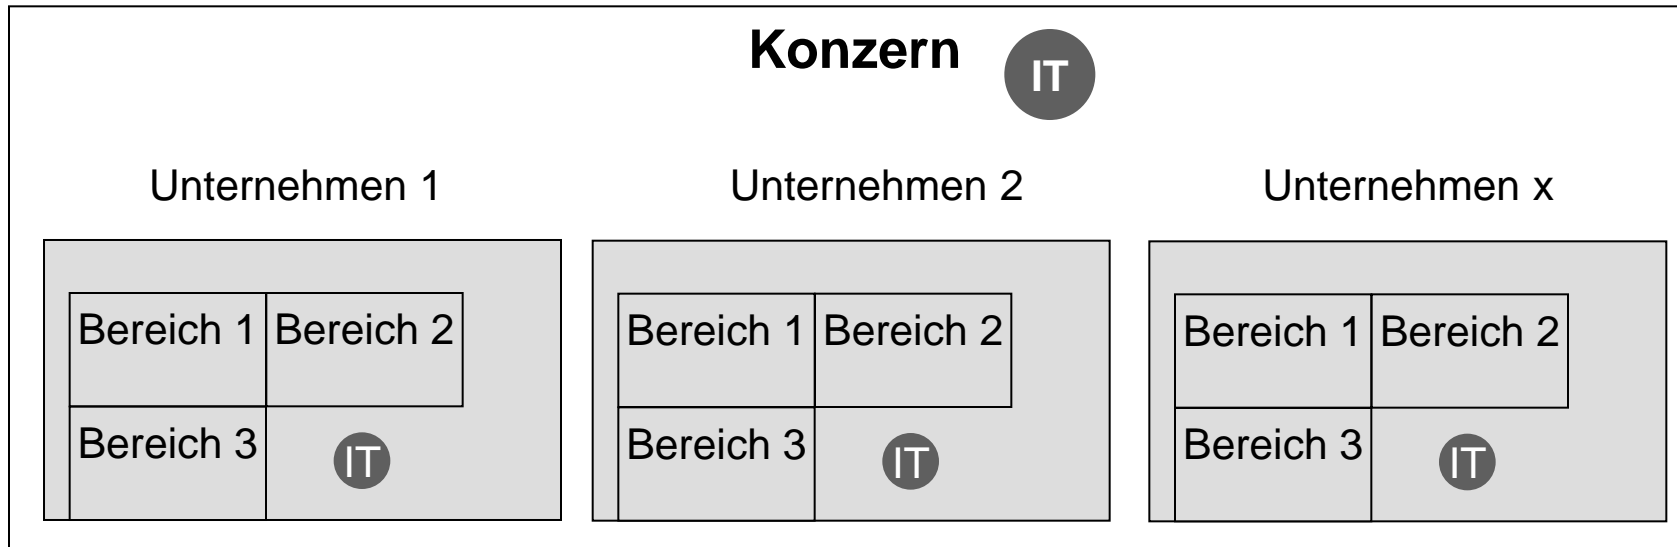 Konzern IT
Unternehmen 1 Unternehmen 2 Unternehmen x
Bereich 1 Bereich 2 Bereich 1 Bereich 2 Bereich 1 Bereich 2
Bereich 3 IT Bereich 3 IT Bereich 3 IT